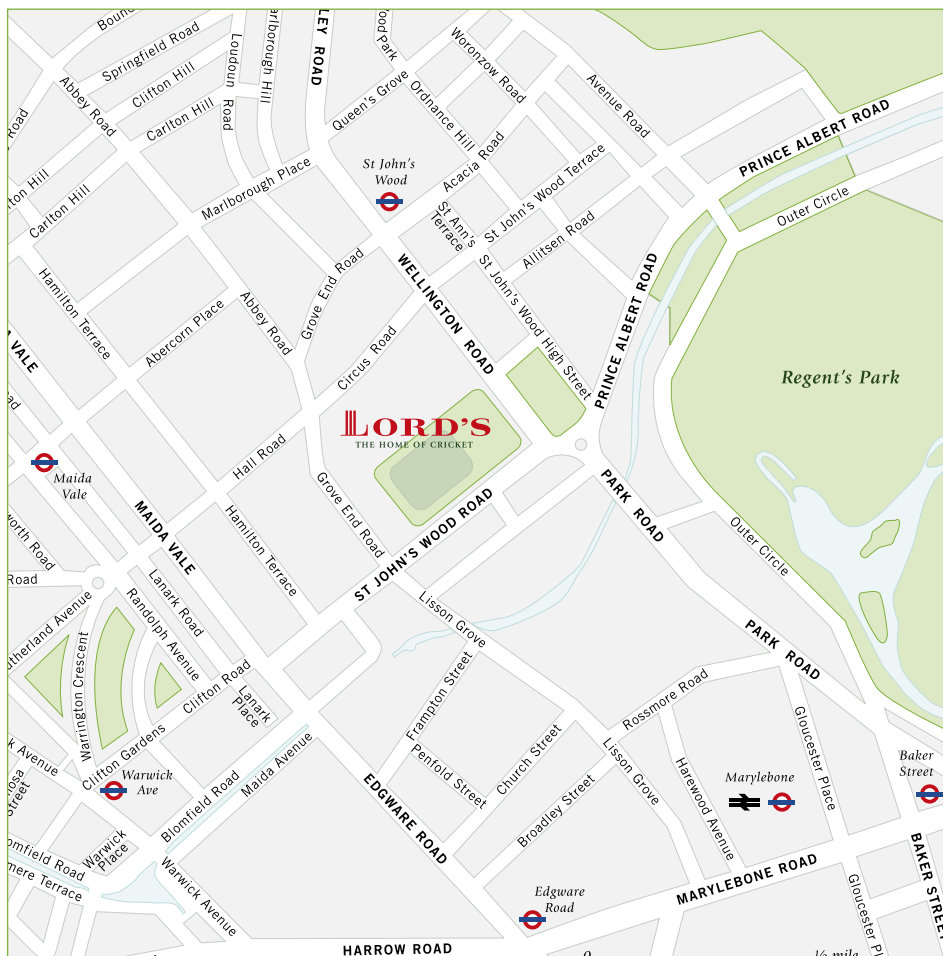 Springfield Road
Clifton Hill
Carlton Hill
Loudoun Road
Abbey Road
Queen's Grove
Woronzow Road
Ordnance Hill
Avenue Road
PRINCE ALBERT ROAD
Outer Circle
St John's
Wood
Acacia Road
Marlborough Place
St Ann's
Terrace
St John's Wood Terrace
Allitsen Road
Carlton Hill
Hamilton Terrace
Abercorn Place
Abbey Road
Grove End Road
WELLINGTON ROAD
St John's Wood High Street
PRINCE ALBERT ROAD
Circus Road
Regent's Park
LORD'S
THE HOME OF CRICKET
Hall Road
Maida
Vale
MAIDA VALE
Hamilton Terrace
Grove End Road
ST JOHN'S WOOD ROAD
PARK ROAD
Outer Circle
Road
Lanark Road
Randolph Avenue
Warrington Crescent
Clifton Road
Lanark
Place
Clifton Gardens
Lisson Grove
PARK ROAD
Frampton Street
Penfold Street
Church Street
Broadley Street
Rossmore Road
Lisson Grove
Harewood Avenue
Gloucester Place
Marylebone
Baker
Street
Warwick
Ave
Blomfield Road
Maida Avenue
EDGWARE ROAD
Warwick
Place
Warwick Avenue
Edgware
Road
MARYLEBONE ROAD
HARROW ROAD
0
½ mile